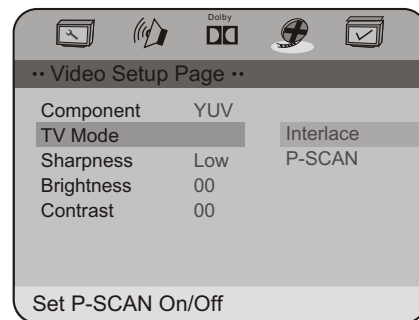 Dolby
·· Video Setup Page ··
Component YUV
TV Mode Interlace
Sharpness Low P-SCAN
Brightness 00
Contrast 00
Set P-SCAN On/Off